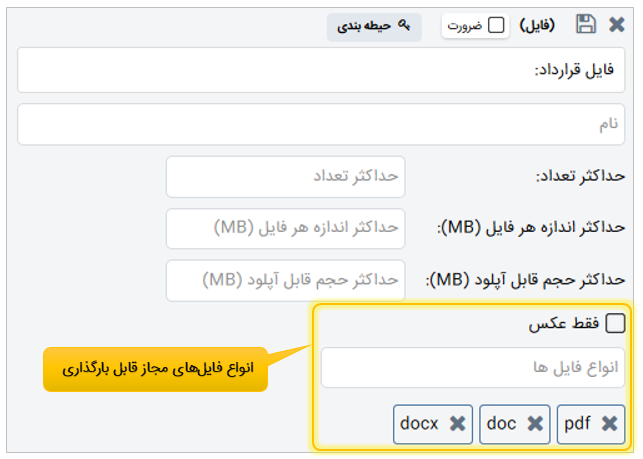 (فایل) ضرورت حیطه بندی
فایل قرارداد:
نام
حداکثر تعداد: حداکثر تعداد
حداکثر اندازه هر فایل (MB): حداکثر اندازه هر فایل (MB)
حداکثر حجم قابل آپلود (MB): حداکثر حجم قابل آپلود (MB)
فقط عکس
انواع فایل ها
انواع فایل‌های مجاز قابل بارگذاری
pdf doc docx